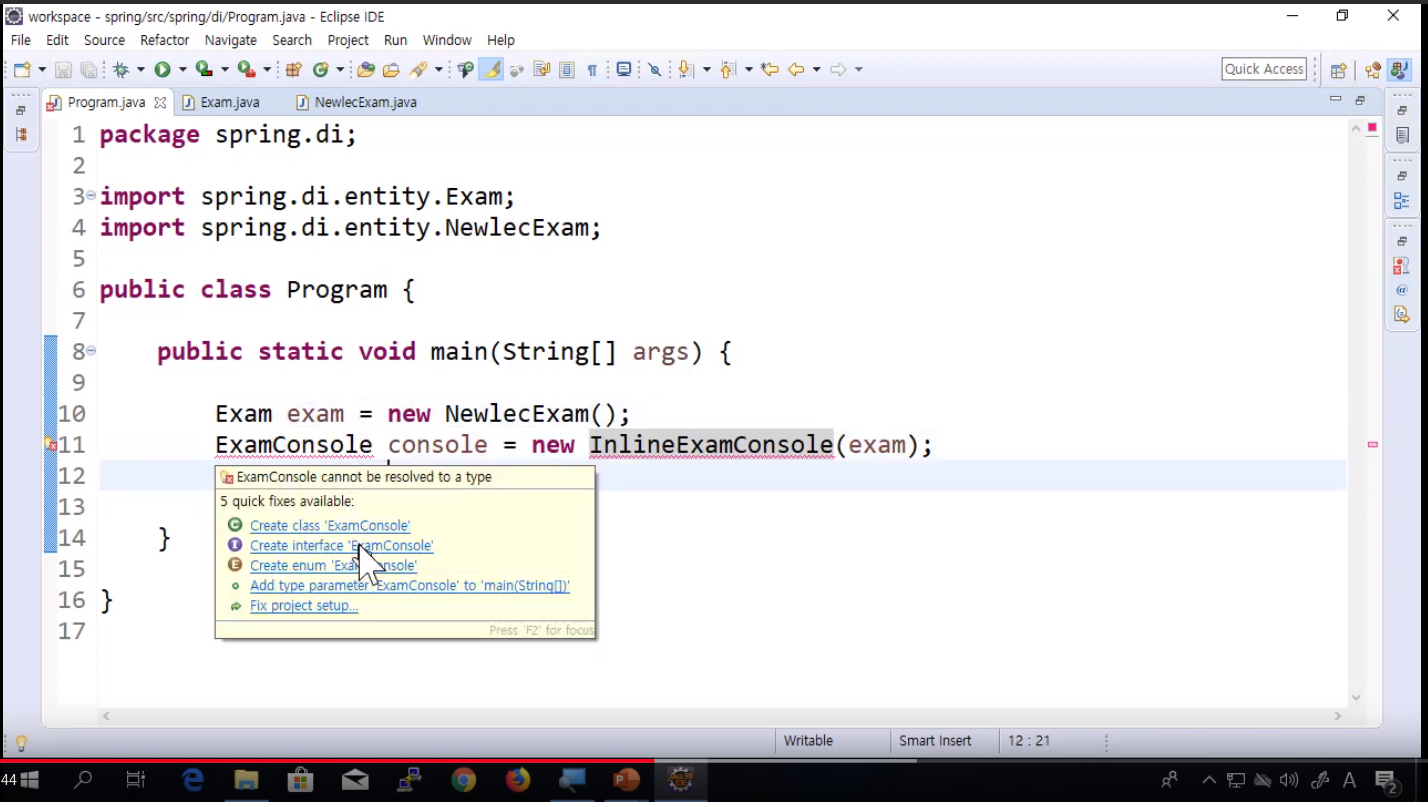 workspace - spring/src/spring/di/Program.java - Eclipse IDE
File Edit Source Refactor Navigate Search Project Run Window Help
Quick Access
Program.java Exam.java NewlecExam.java
1 package spring.di;
2
3 import spring.di.entity.Exam;
4 import spring.di.entity.NewlecExam;
5
6 public class Program {
7
8 public static void main(String[] args) {
9
10 Exam exam = new NewlecExam();
11 ExamConsole console = new InlineExamConsole(exam);
12
ExamConsole cannot be resolved to a type
5 quick fixes available:
13
Create class 'ExamConsole'
14 }
Create interface 'ExamConsole'
15
Create enum 'ExamConsole'
Add type parameter 'ExamConsole' to 'main(String[])'
16 }
Fix project setup...
17
Press 'F2' for focus
Writable Smart Insert 12 : 21
44
A
2